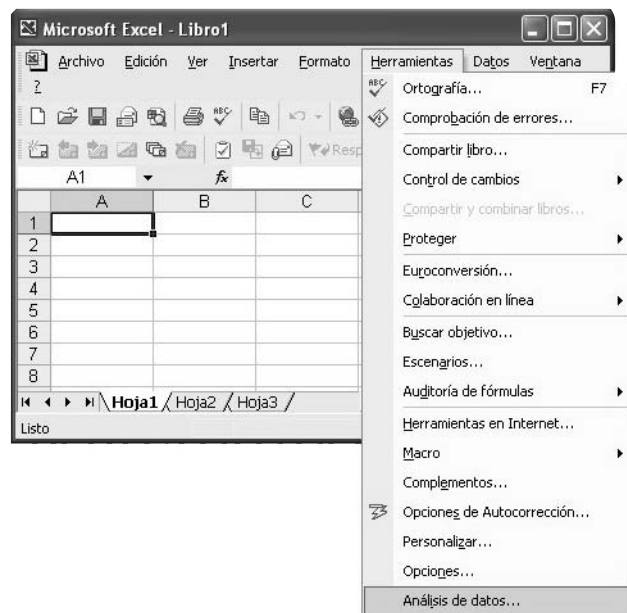 Microsoft Excel - Libro1
Archivo Edición Ver Insertar Formato Herramientas Datos Ventana
?
Resp
A1 fx
A B C
1
2
3
4
5
6
7
8
Hoja1 Hoja2 Hoja3
Listo
ABC Ortografía... F7
Comprobación de errores...
Compartir libro...
Control de cambios
Compartir y combinar libros...
Proteger
Euroconversión...
Colaboración en línea
Buscar objetivo...
Escenarios...
Auditoría de fórmulas
Herramientas en Internet...
Macro
Complementos...
Opciones de Autocorrección...
Personalizar...
Opciones...
Análisis de datos...